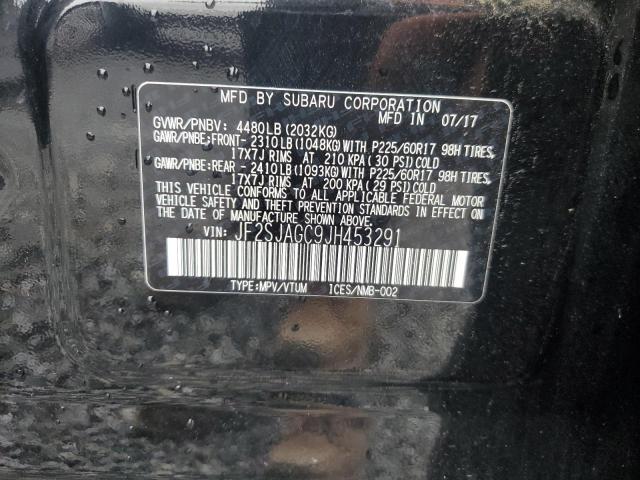 MFD BY SUBARU CORPORATION
MFD IN 07/17
GVWR/PNBV: 4480LB(2032KG)
GAWR/PNBE:FRONT- 2310LB(1048KG)WITH P225/60R17 98H TIRES,
17X7J RIMS AT 210 KPA(30 PSI)COLD
GAWR/PNBE:REAR - 2410LB(1093KG)WITH P225/60R17 98H TIRES,
17X7J RIMS AT 200 KPA(29 PSI)COLD
THIS VEHICLE CONFORMS TO ALL APPLICABLE FEDERAL MOTOR
VEHICLE SAFETY AND THEFT PREVENTION STANDARDS IN EFFECT ON
THE DATE OF MANUFACTURE SHOWN ABOVE.
VIN: JF2SJAGC9JH453291
TYPE:MPV/VTUM ICES/NMB-002